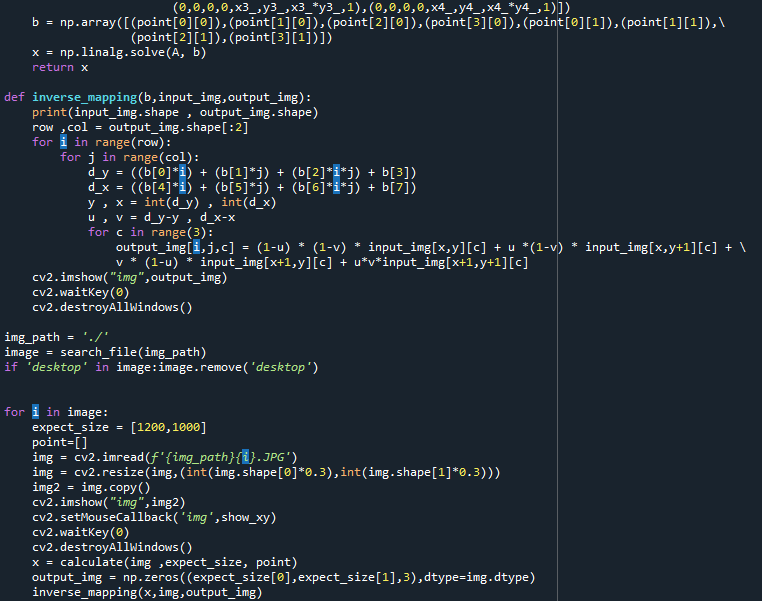 (0,0,0,0,x3_,y3_,x3_*y3_,1),(0,0,0,0,x4_,y4_,x4_*y4_,1)])
b = np.array([(point[0][0]),(point[1][0]),(point[2][0]),(point[3][0]),(point[0][1]),(point[1][1]),\
(point[2][1]),(point[3][1])])
x = np.linalg.solve(A, b)
return x
def inverse_mapping(b,input_img,output_img):
print(input_img.shape , output_img.shape)
row ,col = output_img.shape[:2]
for i in range(row):
for j in range(col):
d_y = ((b[0]*i) + (b[1]*j) + (b[2]*i*j) + b[3])
d_x = ((b[4]*i) + (b[5]*j) + (b[6]*i*j) + b[7])
y , x = int(d_y) , int(d_x)
u , v = d_y-y , d_x-x
for c in range(3):
output_img[i,j,c] = (1-u) * (1-v) * input_img[x,y][c] + u *(1-v) * input_img[x,y+1][c] + \
v * (1-u) * input_img[x+1,y][c] + u*v*input_img[x+1,y+1][c]
cv2.imshow("img",output_img)
cv2.waitKey(0)
cv2.destroyAllWindows()
img_path = './'
image = search_file(img_path)
if 'desktop' in image:image.remove('desktop')
for i in image:
expect_size = [1200,1000]
point=[]
img = cv2.imread(f'{img_path}{i}.JPG')
img = cv2.resize(img,(int(img.shape[0]*0.3),int(img.shape[1]*0.3)))
img2 = img.copy()
cv2.imshow("img",img2)
cv2.setMouseCallback('img',show_xy)
cv2.waitKey(0)
cv2.destroyAllWindows()
x = calculate(img ,expect_size, point)
output_img = np.zeros((expect_size[0],expect_size[1],3),dtype=img.dtype)
inverse_mapping(x,img,output_img)